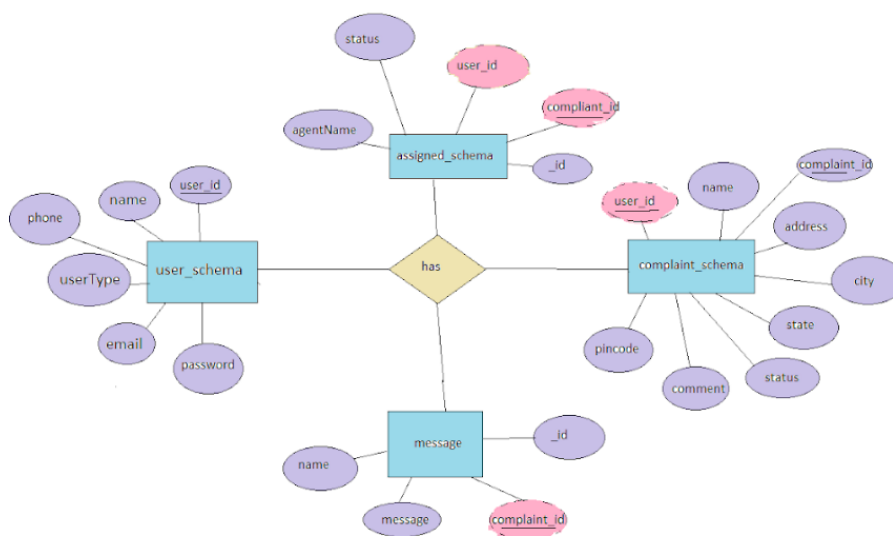 status
user_id
compliant_id
agentName
assigned_schema
_id
name
user_id
phone
userType
user_schema
email
password
has
user_id
name
complaint_id
address
complaint_schema
city
state
status
comment
pincode
message
_id
name
message
complaint_id